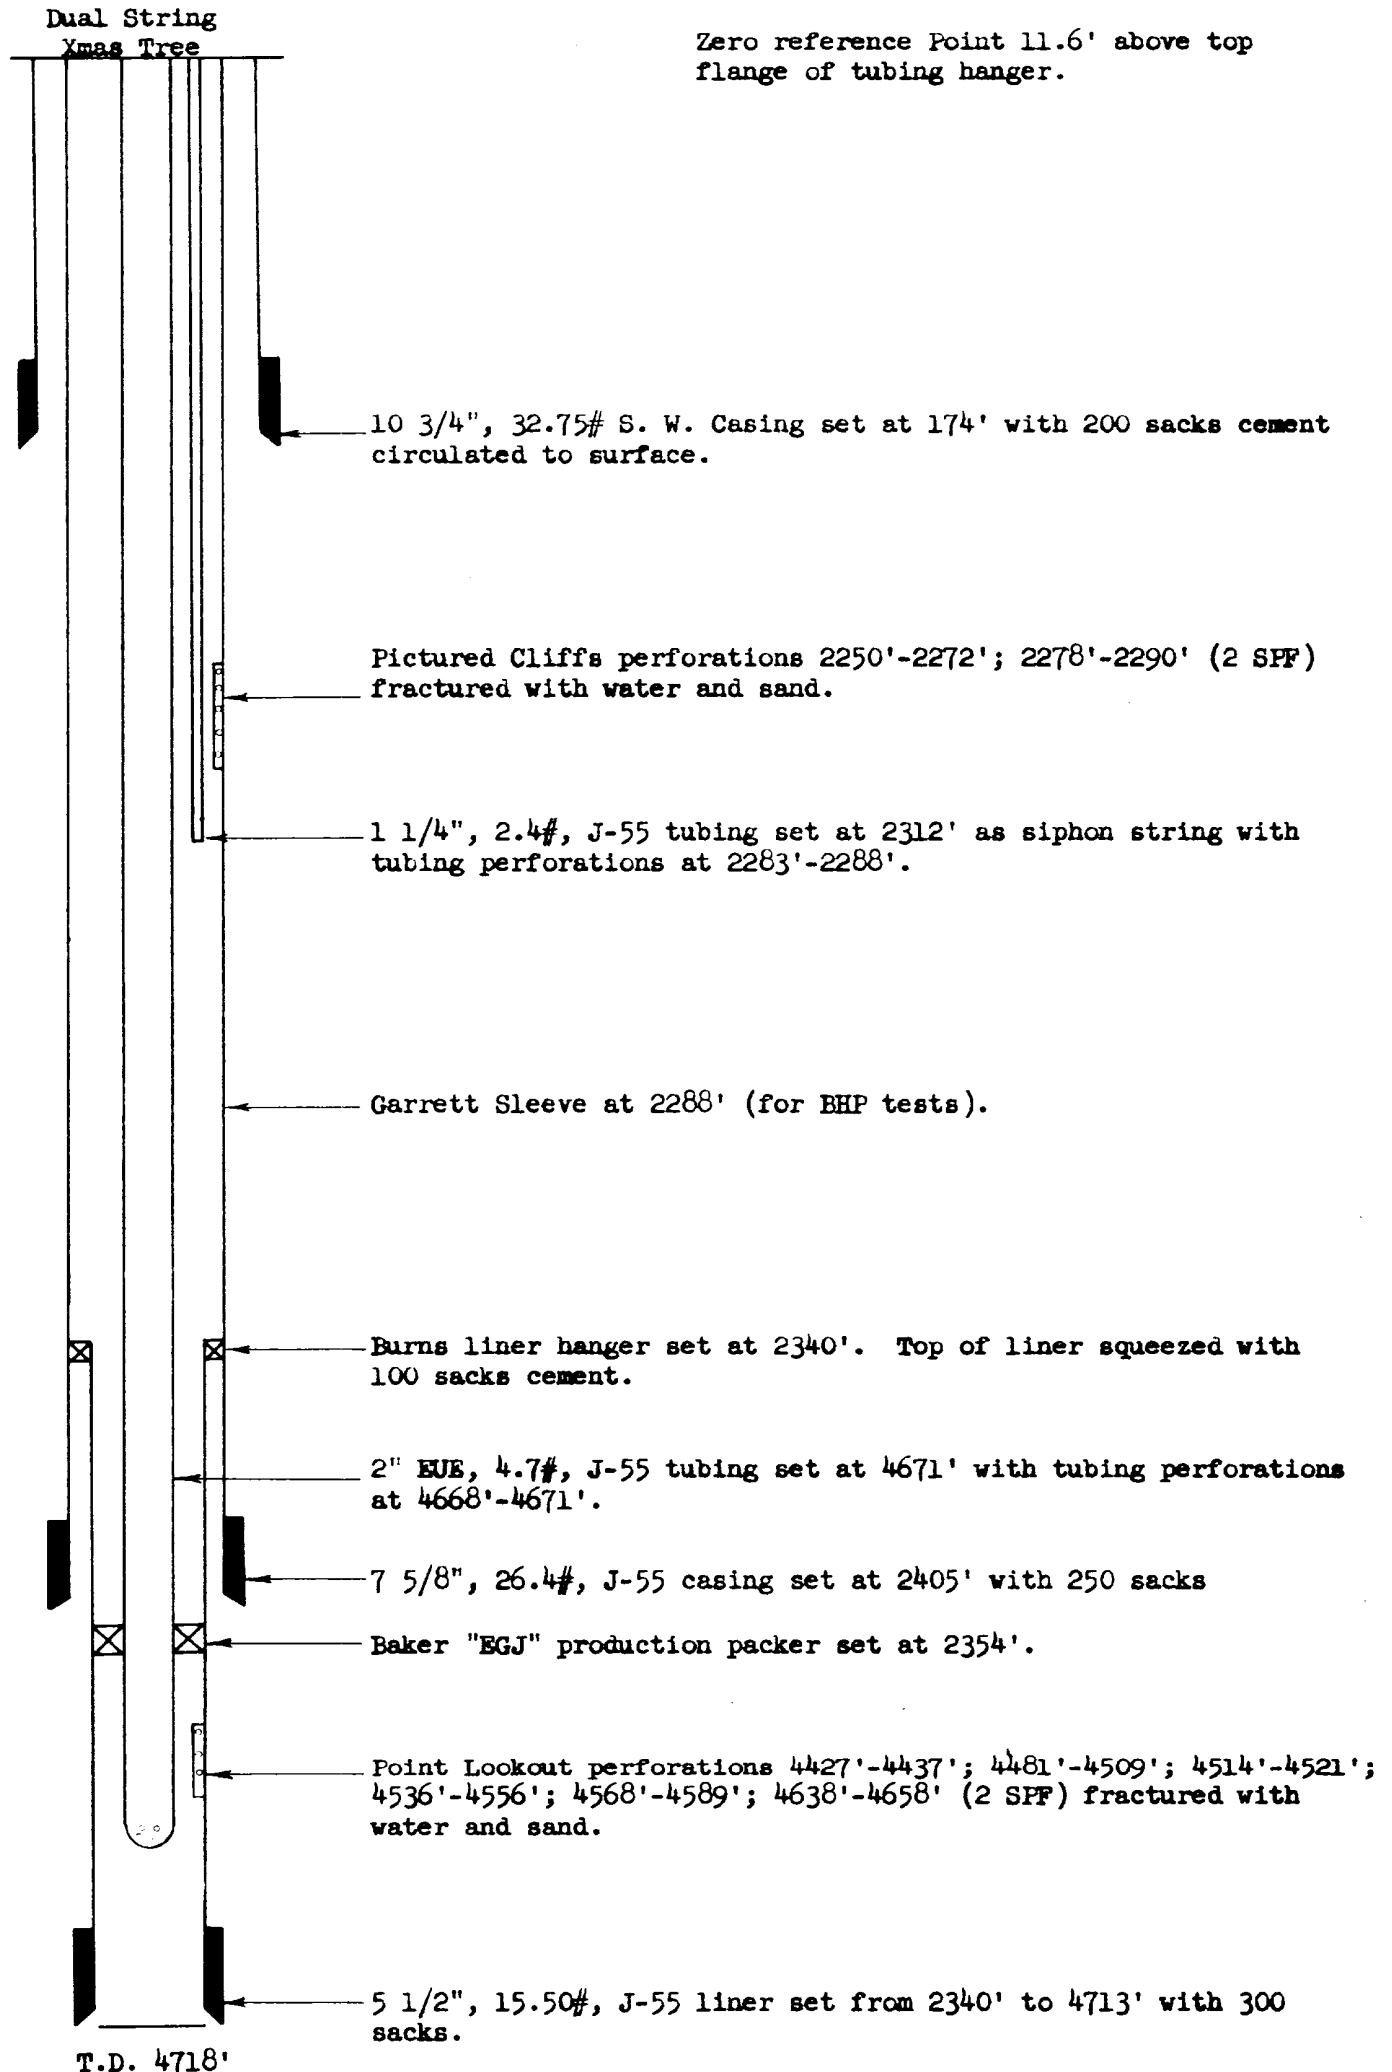 Dual String
Xmas Tree
Zero reference Point 11.6' above top
flange of tubing hanger.
10 3/4", 32.75# S. W. Casing set at 174' with 200 sacks cement
circulated to surface.
Pictured Cliffs perforations 2250'-2272'; 2278'-2290' (2 SPF)
fractured with water and sand.
1 1/4", 2.4#, J-55 tubing set at 2312' as siphon string with
tubing perforations at 2283'-2288'.
Garrett Sleeve at 2288' (for BHP tests).
Burns liner hanger set at 2340'. Top of liner squeezed with
100 sacks cement.
2" EUE, 4.7#, J-55 tubing set at 4671' with tubing perforations
at 4668'-4671'.
7 5/8", 26.4#, J-55 casing set at 2405' with 250 sacks
Baker "EGJ" production packer set at 2354'.
Point Lookout perforations 4427'-4437'; 4481'-4509'; 4514'-4521';
4536'-4556'; 4568'-4589'; 4638'-4658' (2 SPF) fractured with
water and sand.
5 1/2", 15.50#, J-55 liner set from 2340' to 4713' with 300
sacks.
T.D. 4718'